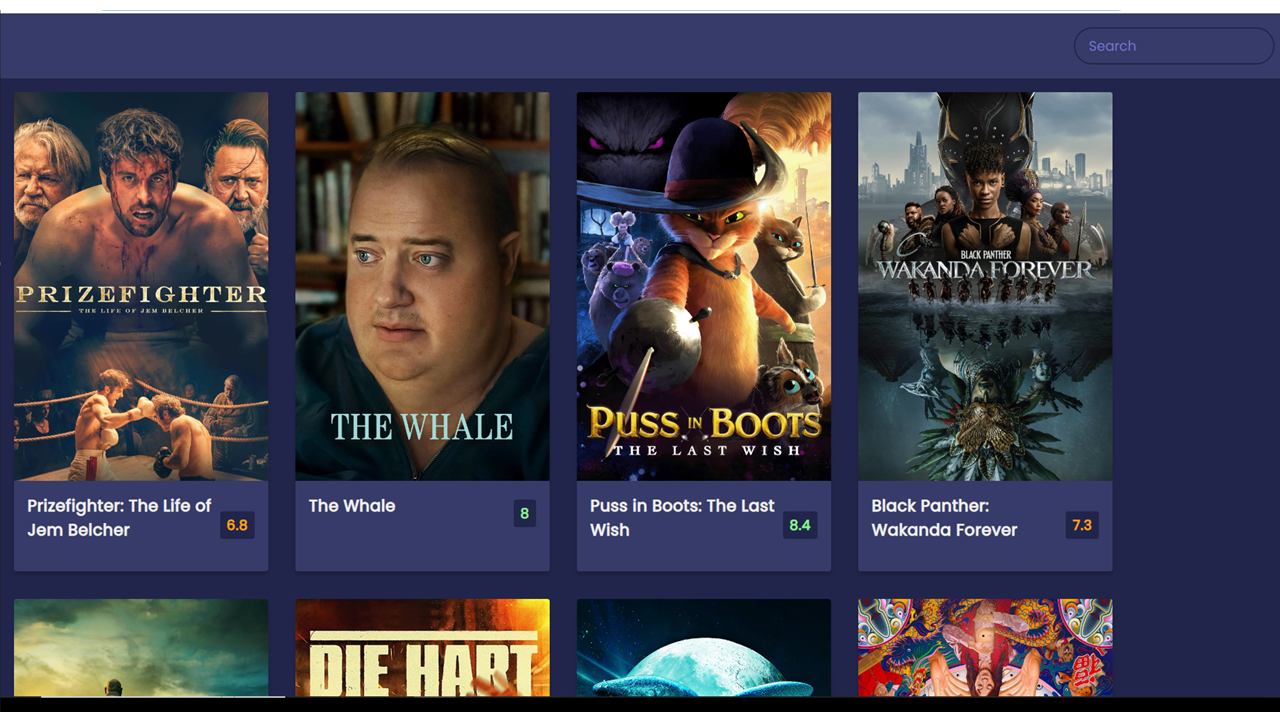 Search
PRIZEFIGHTER
THE LIFE OF JEM BELCHER
THE WHALE
PUSS IN BOOTS
THE LAST WISH
BLACK PANTHER
WAKANDA FOREVER
Prizefighter: The Life of
Jem Belcher
6.8
The Whale
8
Puss in Boots: The Last
Wish
8.4
Black Panther:
Wakanda Forever
7.3
DIE HART